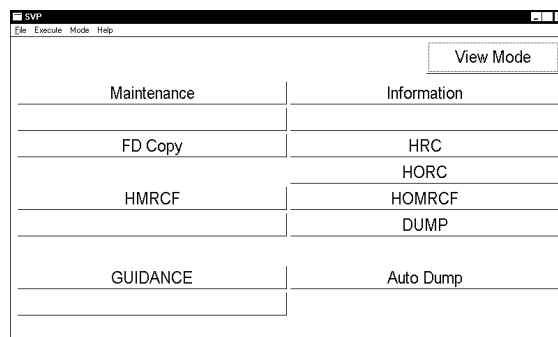 SVP
File Execute Mode Help
View Mode
Maintenance Information
FD Copy HRC
HORC
HMRCF HOMRCF
DUMP
GUIDANCE Auto Dump